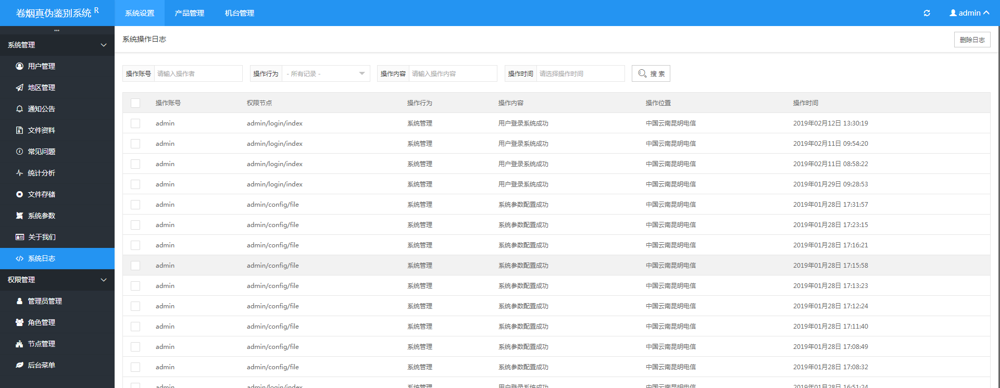 卷烟真伪鉴别系统 R 系统设置 产品管理 机台管理 admin
系统管理
用户管理
地区管理
通知公告
文件资料
常见问题
统计分析
文件存储
系统参数
关于我们
系统日志
权限管理
管理员管理
角色管理
节点管理
后台菜单
系统操作日志 删除日志
操作账号 请输入操作者 操作行为 - 所有记录 - 操作内容 请输入操作内容 操作时间 请选择操作时间 搜 索
操作账号 权限节点 操作行为 操作内容 操作位置 操作时间
admin admin/login/index 系统管理 用户登录系统成功 中国云南昆明电信 2019年02月12日 13:30:19
admin admin/login/index 系统管理 用户登录系统成功 中国云南昆明电信 2019年02月11日 09:54:20
admin admin/login/index 系统管理 用户登录系统成功 中国云南昆明电信 2019年02月11日 08:58:22
admin admin/login/index 系统管理 用户登录系统成功 中国云南昆明电信 2019年01月29日 09:28:53
admin admin/config/file 系统管理 系统参数配置成功 中国云南昆明电信 2019年01月28日 17:31:57
admin admin/config/file 系统管理 系统参数配置成功 中国云南昆明电信 2019年01月28日 17:23:15
admin admin/config/file 系统管理 系统参数配置成功 中国云南昆明电信 2019年01月28日 17:16:21
admin admin/config/file 系统管理 系统参数配置成功 中国云南昆明电信 2019年01月28日 17:15:58
admin admin/config/file 系统管理 系统参数配置成功 中国云南昆明电信 2019年01月28日 17:13:23
admin admin/config/file 系统管理 系统参数配置成功 中国云南昆明电信 2019年01月28日 17:12:24
admin admin/config/file 系统管理 系统参数配置成功 中国云南昆明电信 2019年01月28日 17:11:40
admin admin/config/file 系统管理 系统参数配置成功 中国云南昆明电信 2019年01月28日 17:08:49
admin admin/config/file 系统管理 系统参数配置成功 中国云南昆明电信 2019年01月28日 17:08:32
admin admin/login/index 系统管理 用户登录系统成功 中国云南昆明电信 2019年01月28日 16:51:24